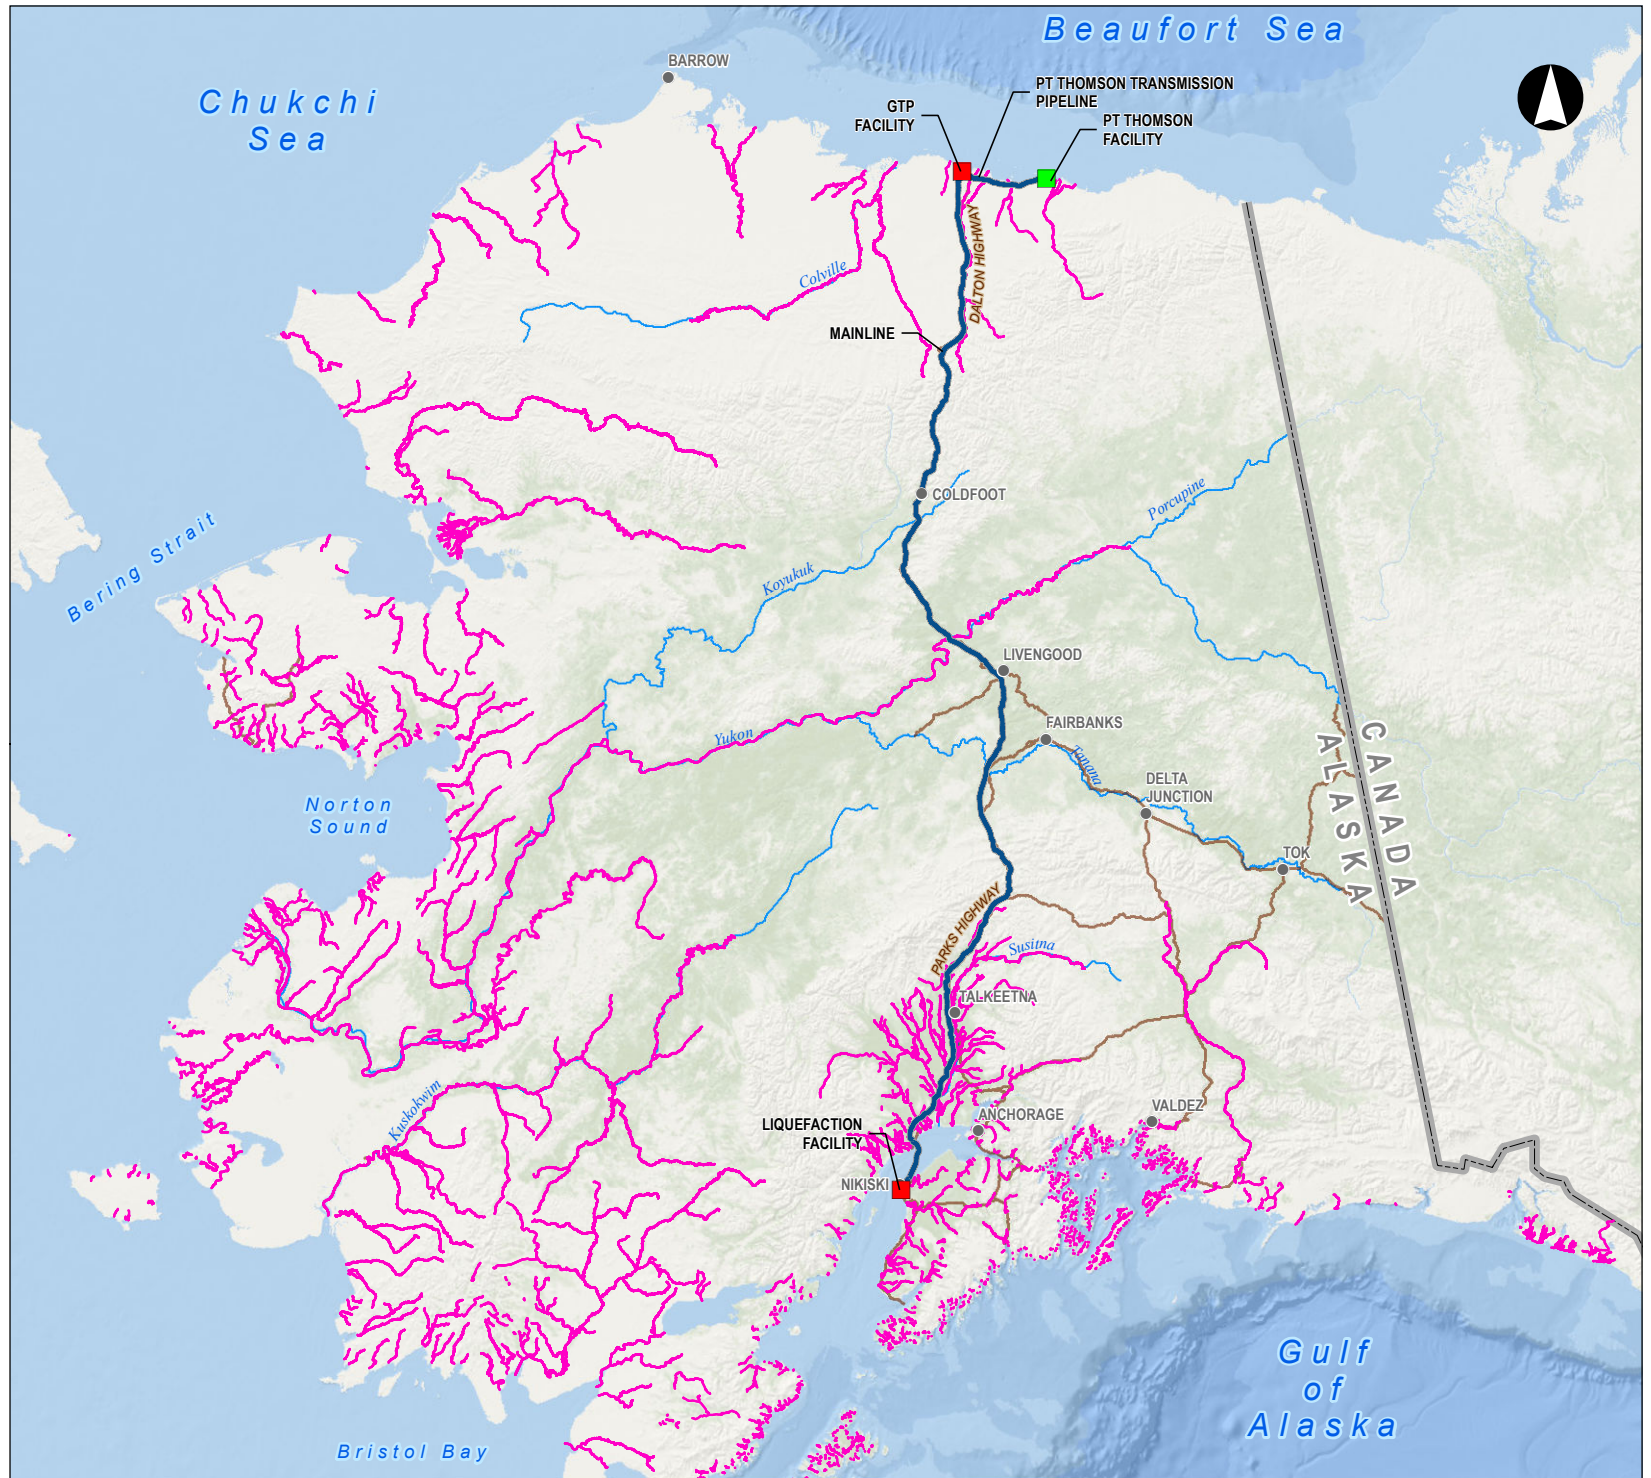 Beaufort Sea
BARROW
Chukchi
Sea
PT THOMSON TRANSMISSION
PIPELINE
GTP
FACILITY
PT THOMSON
FACILITY
DALTON HIGHWAY
Colville
MAINLINE
COLDFOOT
Porcupine
Bering Strait
Koyukuk
LIVENGOOD
FAIRBANKS
Yukon
Tanana
CANADA
ALASKA
DELTA
JUNCTION
Norton
Sound
TOK
PARKS HIGHWAY
Susitna
TALKEETNA
Kuskokwim
LIQUEFACTION
FACILITY
ANCHORAGE
VALDEZ
NIKISKI
Gulf
of
Alaska
Bristol Bay